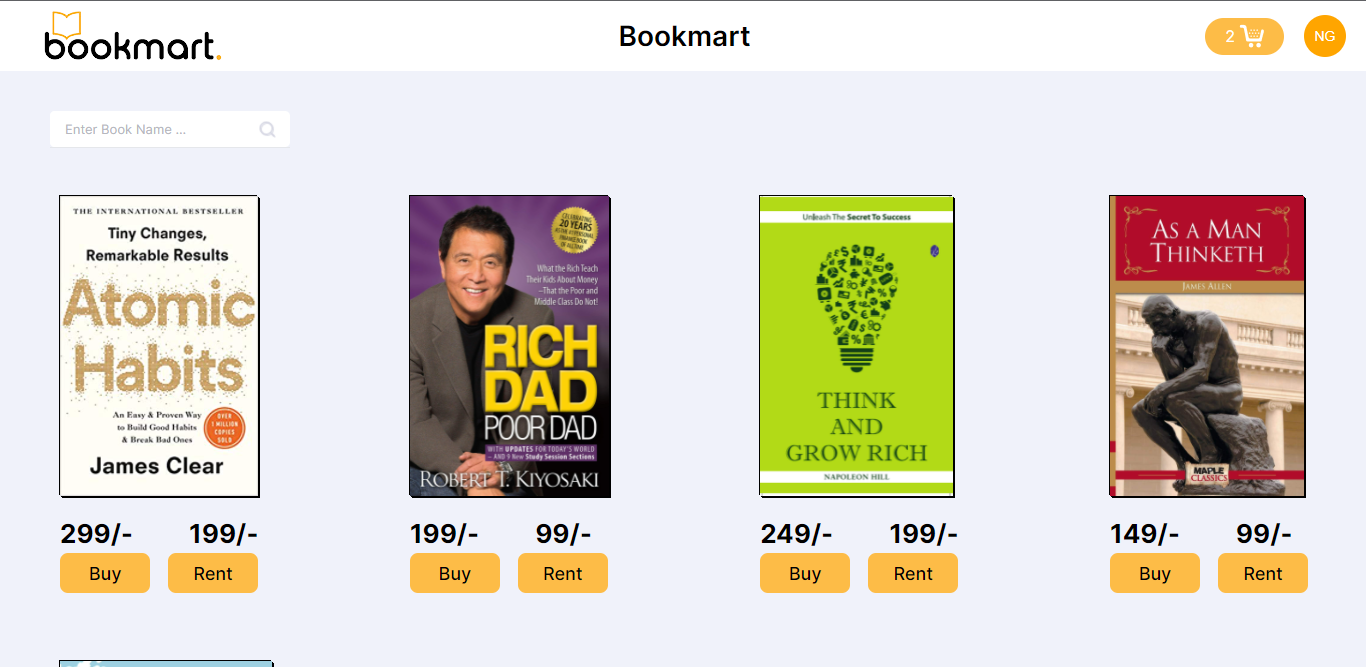 bookmart.
Bookmart
2
NG
Enter Book Name ...
THE INTERNATIONAL BESTSELLER
Tiny Changes,
Remarkable Results
Atomic
Habits
An Easy & Proven Way
to Build Good Habits
& Break Bad Ones
OVER
1 MILLION
COPIES
SOLD
James Clear
CELEBRATING
20 YEARS
What the Rich Teach
Their Kids About Money
–That the Poor and
Middle Class Do Not!
RICH
DAD
POOR DAD
WITH UPDATES FOR TODAY'S WORLD
– AND 9 New Study Session Sections
ROBERT T. KIYOSAKI
Unleash The Secret To Success
THINK
AND
GROW RICH
NAPOLEON HILL
AS A MAN
THINKETH
JAMES ALLEN
MAPLE
CLASSICS
299/- 199/-
Buy Rent
199/- 99/-
Buy Rent
249/- 199/-
Buy Rent
149/- 99/-
Buy Rent